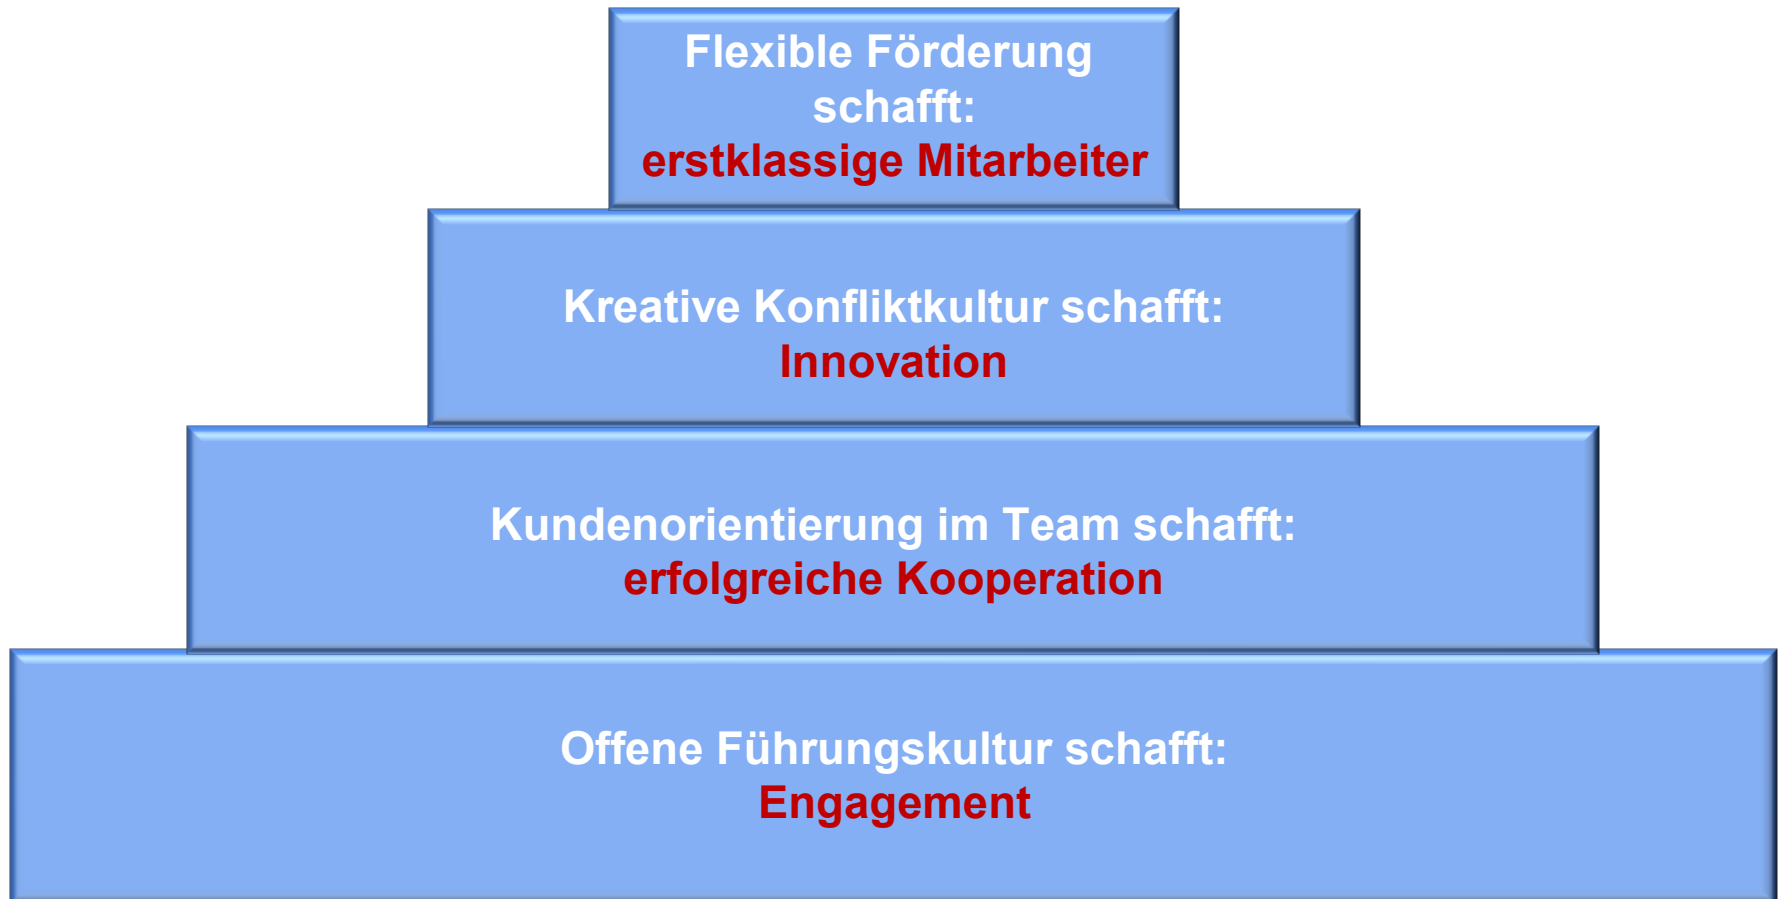 Flexible Förderung
schafft:
erstklassige Mitarbeiter
Kreative Konfliktkultur schafft:
Innovation
Kundenorientierung im Team schafft:
erfolgreiche Kooperation
Offene Führungskultur schafft:
Engagement